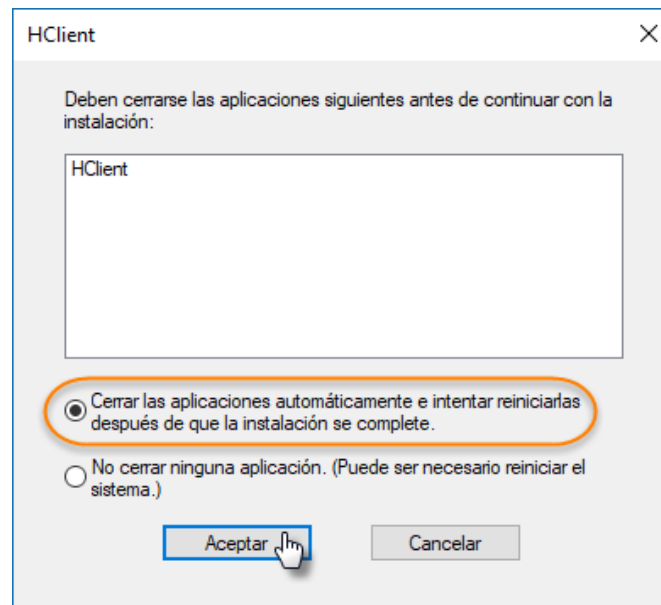 HClient
Deben cerrarse las aplicaciones siguientes antes de continuar con la
instalación:
HClient
Cerrar las aplicaciones automáticamente e intentar reiniciarlas
después de que la instalación se complete.
No cerrar ninguna aplicación. (Puede ser necesario reiniciar el
sistema.)
Aceptar
Cancelar